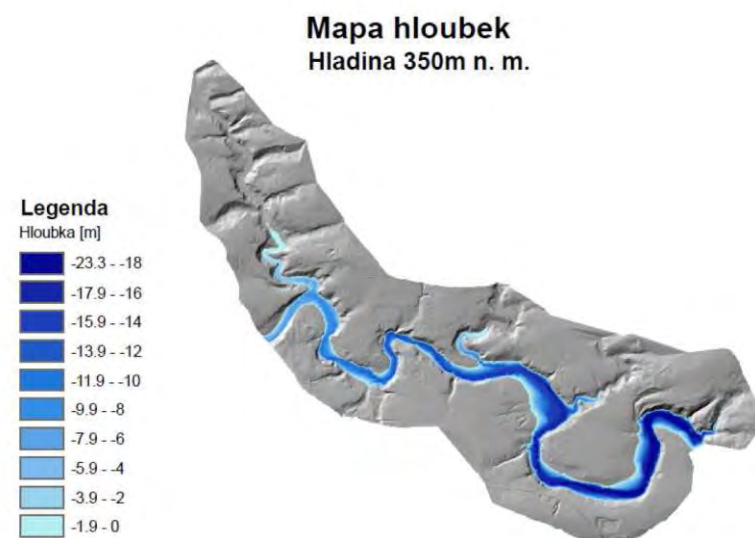 Mapa hloubek
Hladina 350m n. m.
Legenda
Hloubka [m]
-23.3 - -18
-17.9 - -16
-15.9 - -14
-13.9 - -12
-11.9 - -10
-9.9 - -8
-7.9 - -6
-5.9 - -4
-3.9 - -2
-1.9 - 0